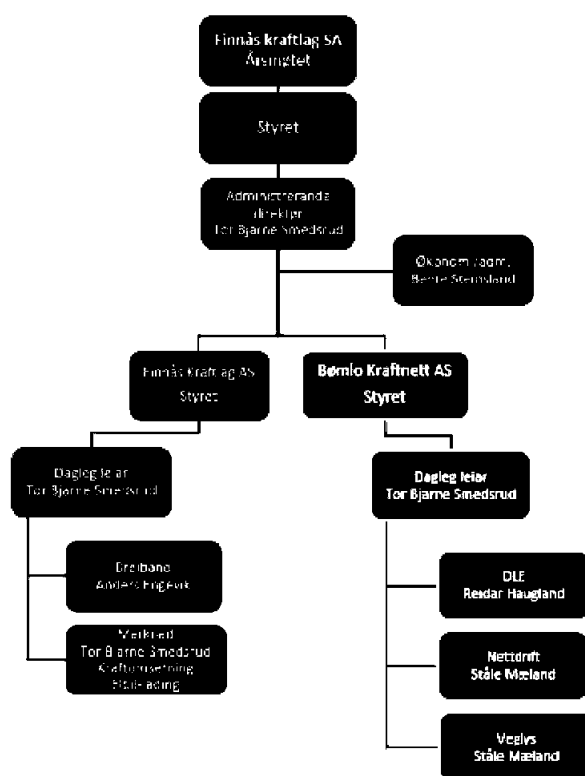 Finnås kraftlag SA
Årsmøtet
Styret
Administrerande
direktør
Tor Bjarne Smedsrud
Økonomi/adm.
Bente Stensland
Finnås Kraftlag AS
Styret
Bømlo Kraftnett AS
Styret
Dagleg leiar
Tor Bjarne Smedsrud
Dagleg leiar
Tor Bjarne Smedsrud
Breiband
Anders Engevik
DLE
Reidar Haugland
Marknad
Tor Bjarne Smedsrud
Kraftomsetning
Elbil-lading
Nettdrift
Ståle Mæland
Veglys
Ståle Mæland